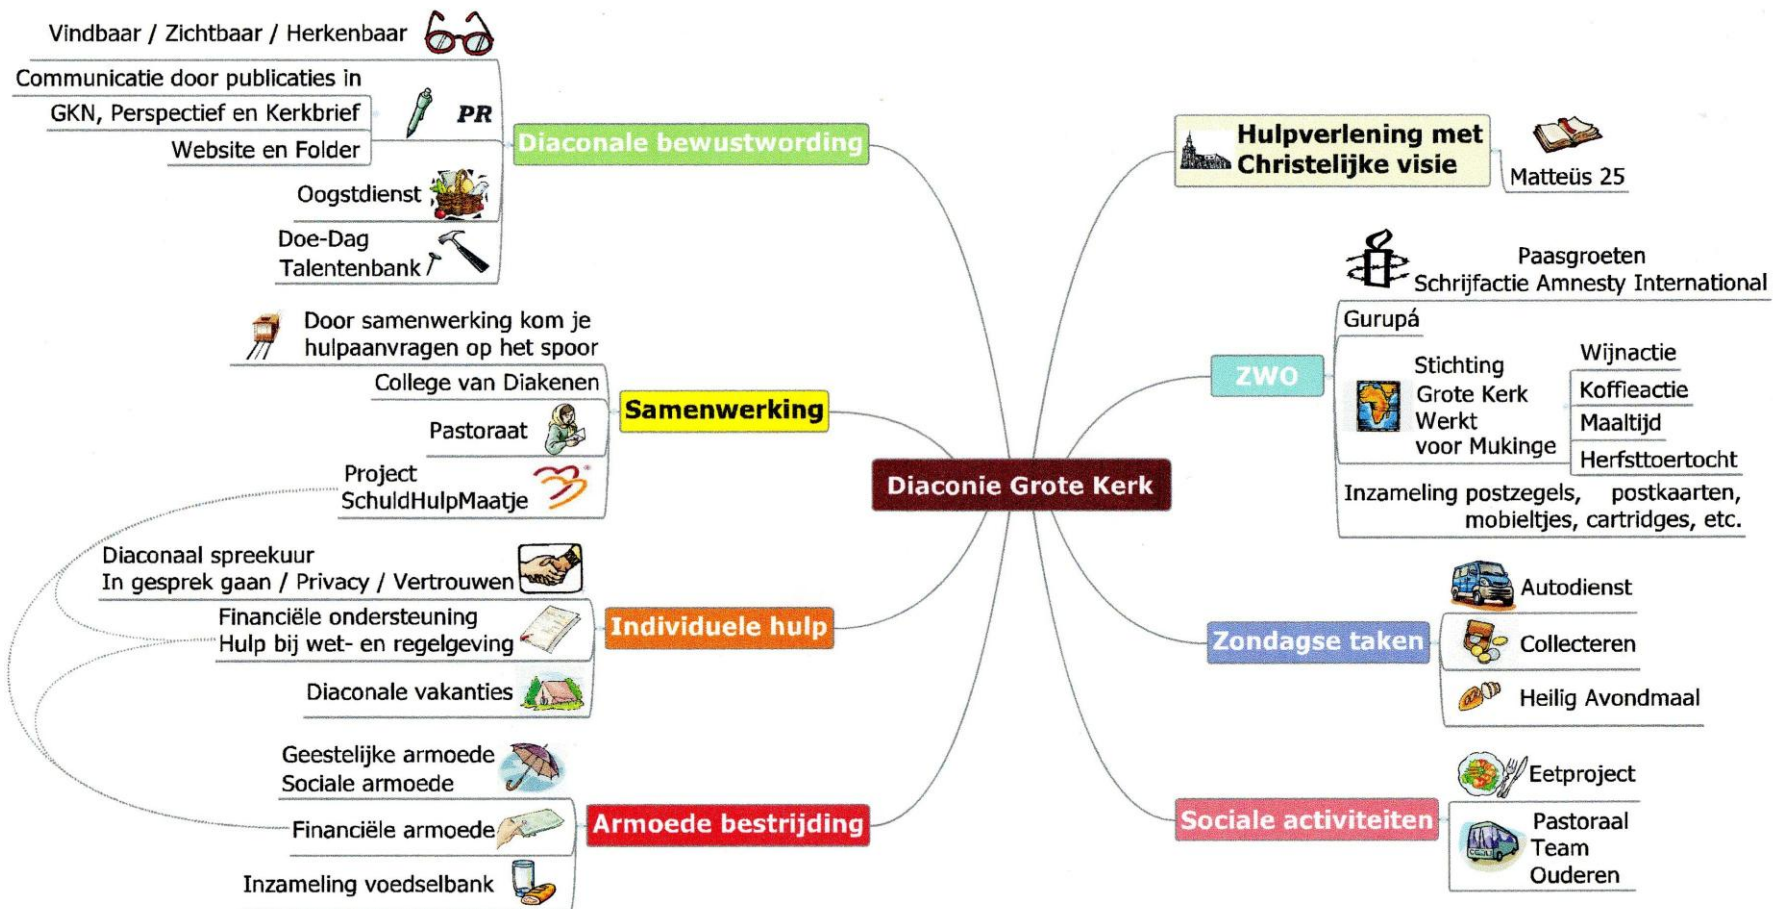 Vindbaar / Zichtbaar / Herkenbaar
Communicatie door publicaties in
GKN, Perspectief en Kerkbrief
Website en Folder
PR
Oogstdienst
Doe-Dag
Talentenbank
Diaconale bewustwording
Door samenwerking kom je
hulpaanvragen op het spoor
College van Diakenen
Pastoraat
Project
SchuldHulpMaatje
Samenwerking
Diaconaal spreekuur
In gesprek gaan / Privacy / Vertrouwen
Financiële ondersteuning
Hulp bij wet- en regelgeving
Diaconale vakanties
Individuele hulp
Geestelijke armoede
Sociale armoede
Financiële armoede
Inzameling voedselbank
Armoede bestrijding
Diaconie Grote Kerk
Hulpverlening met
Christelijke visie
Matteüs 25
ZWO
Paasgroeten
Schrijfactie Amnesty International
Gurupá
Stichting
Grote Kerk
Werkt
voor Mukinge
Wijnactie
Koffieactie
Maaltijd
Herfsttoertocht
Inzameling postzegels, postkaarten,
mobieltjes, cartridges, etc.
Zondagse taken
Autodienst
Collecteren
Heilig Avondmaal
Sociale activiteiten
Eetproject
Pastoraal
Team
Ouderen